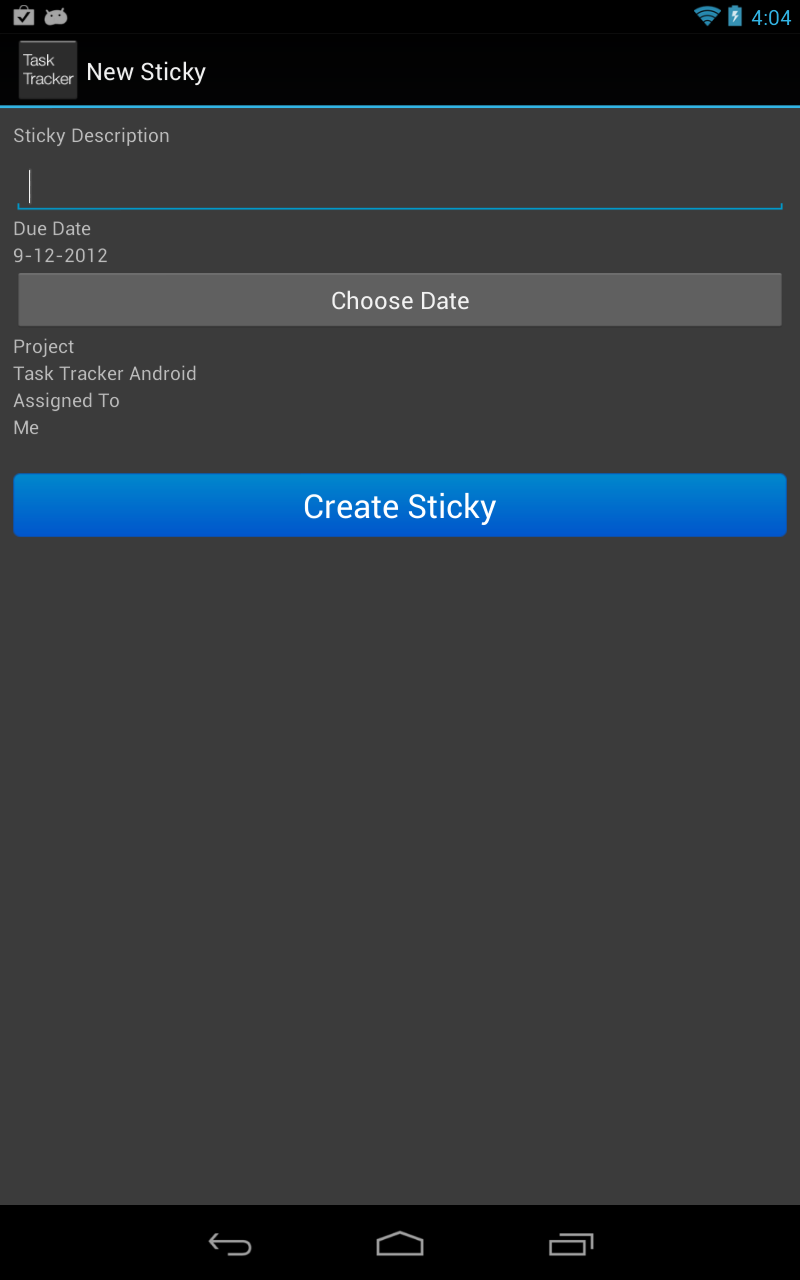 4:04
Task
Tracker
New Sticky
Sticky Description
Due Date
9-12-2012
Choose Date
Project
Task Tracker Android
Assigned To
Me
Create Sticky